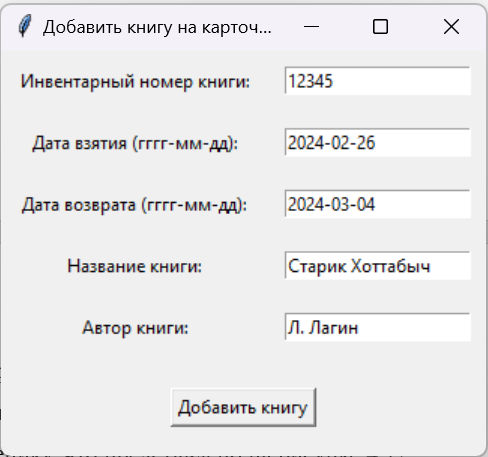 Добавить книгу на карточ...
Инвентарный номер книги: 12345
Дата взятия (гггг-мм-дд): 2024-02-26
Дата возврата (гггг-мм-дд): 2024-03-04
Название книги: Старик Хоттабыч
Автор книги: Л. Лагин
Добавить книгу